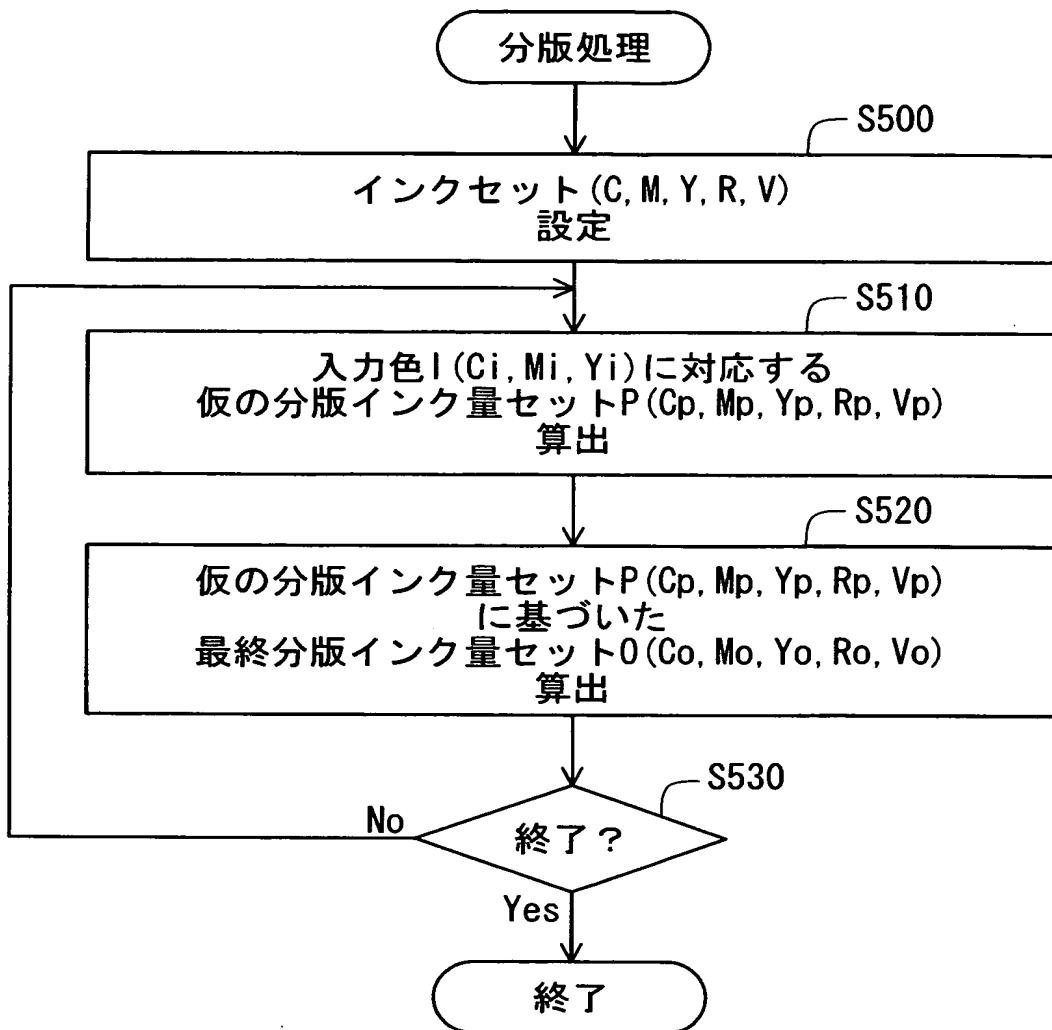 分版処理
S500
インクセット(C,M,Y,R,V)
設定
S510
入力色I(Ci,Mi,Yi)に対応する
仮の分版インク量セットP(Cp,Mp,Yp,Rp,Vp)
算出
S520
仮の分版インク量セットP(Cp,Mp,Yp,Rp,Vp)
に基づいた
最終分版インク量セットO(Co,Mo,Yo,Ro,Vo)
算出
S530
No
終了？
Yes
終了